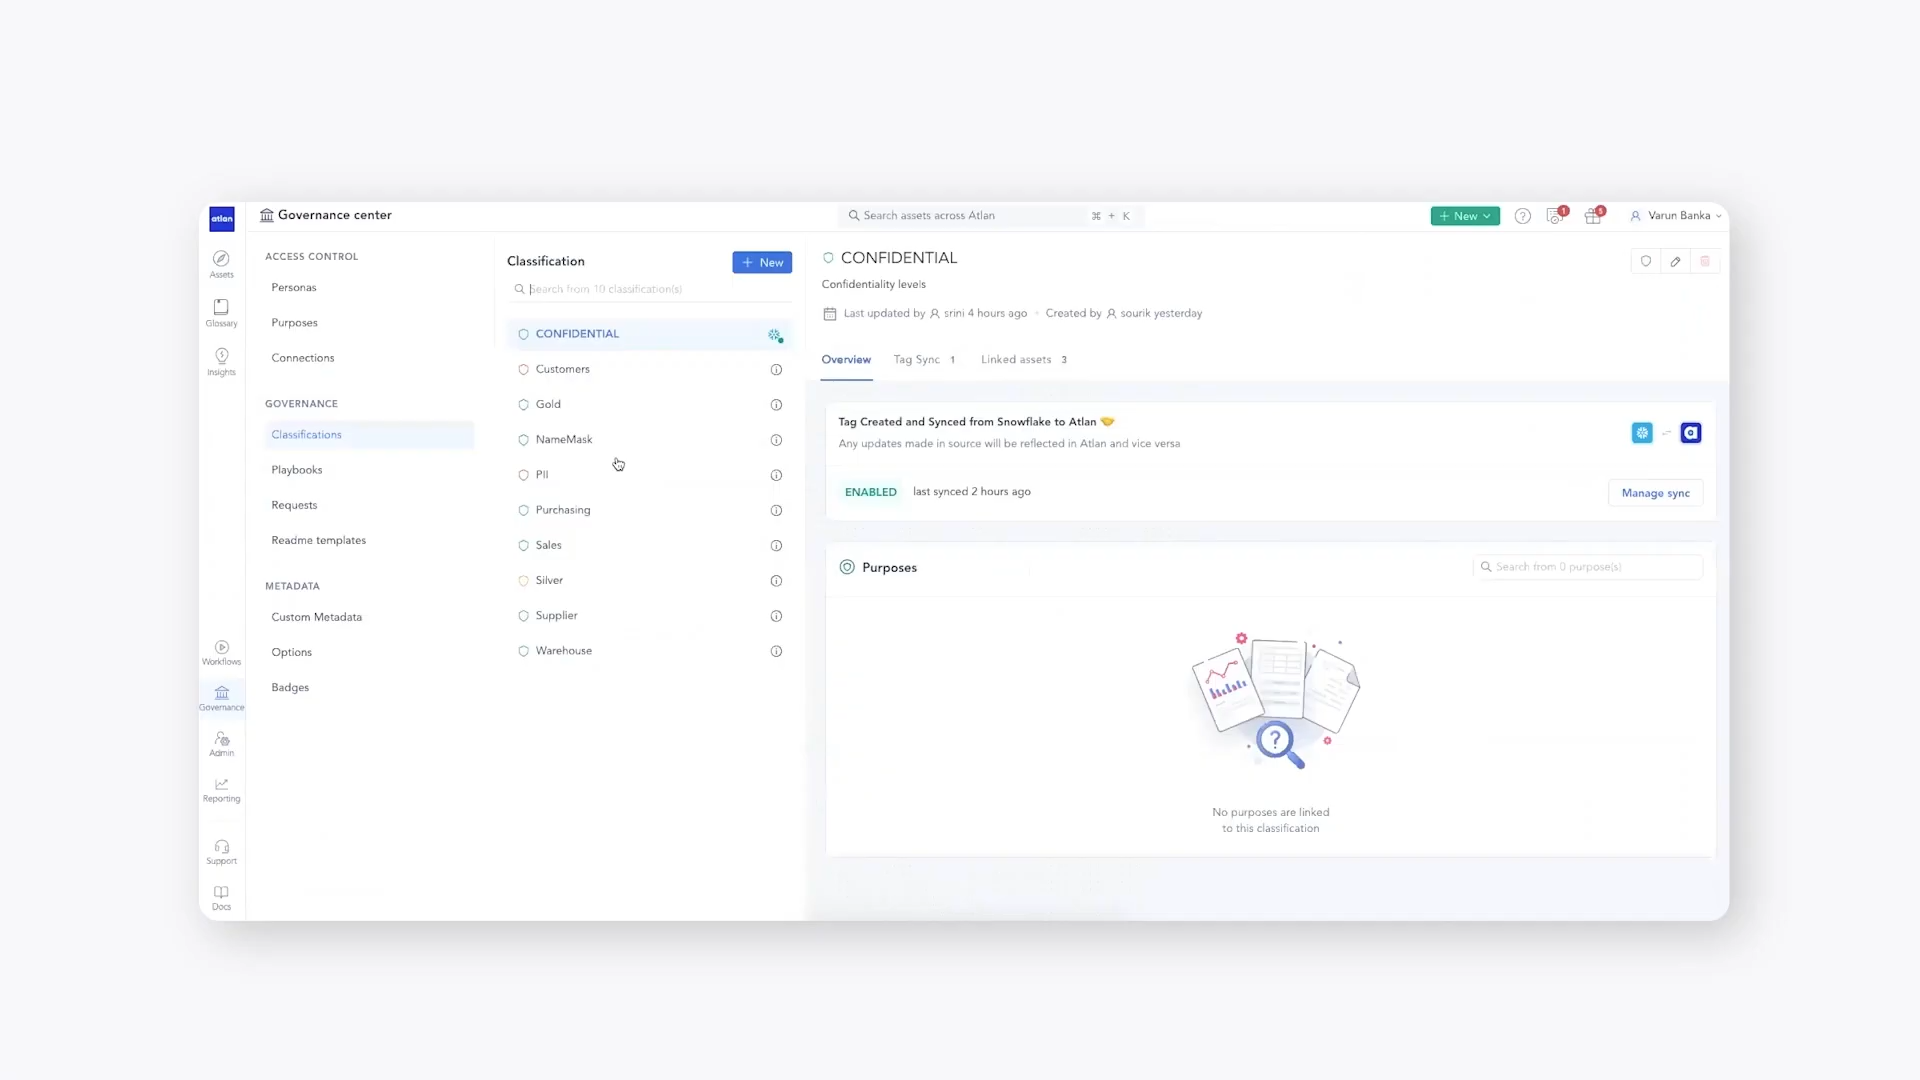 atlan
Governance center
Search assets across Atlan
⌘ + K
+ New
?
1
5
Varun Banka
Assets
Glossary
Insights
Workflows
Governance
Admin
Reporting
Support
Docs
ACCESS CONTROL
Personas
Purposes
Connections
GOVERNANCE
Classifications
Playbooks
Requests
Readme templates
METADATA
Custom Metadata
Options
Badges
Classification
+ New
Search from 10 classification(s)
CONFIDENTIAL
Customers
Gold
NameMask
PII
Purchasing
Sales
Silver
Supplier
Warehouse
CONFIDENTIAL
Confidentiality levels
Last updated by srini 4 hours ago
Created by sourik yesterday
Overview
Tag Sync 1
Linked assets 3
Tag Created and Synced from Snowflake to Atlan 🤝
Any updates made in source will be reflected in Atlan and vice versa
ENABLED
last synced 2 hours ago
Manage sync
Purposes
Search from 0 purpose(s)
?
No purposes are linked
to this classification